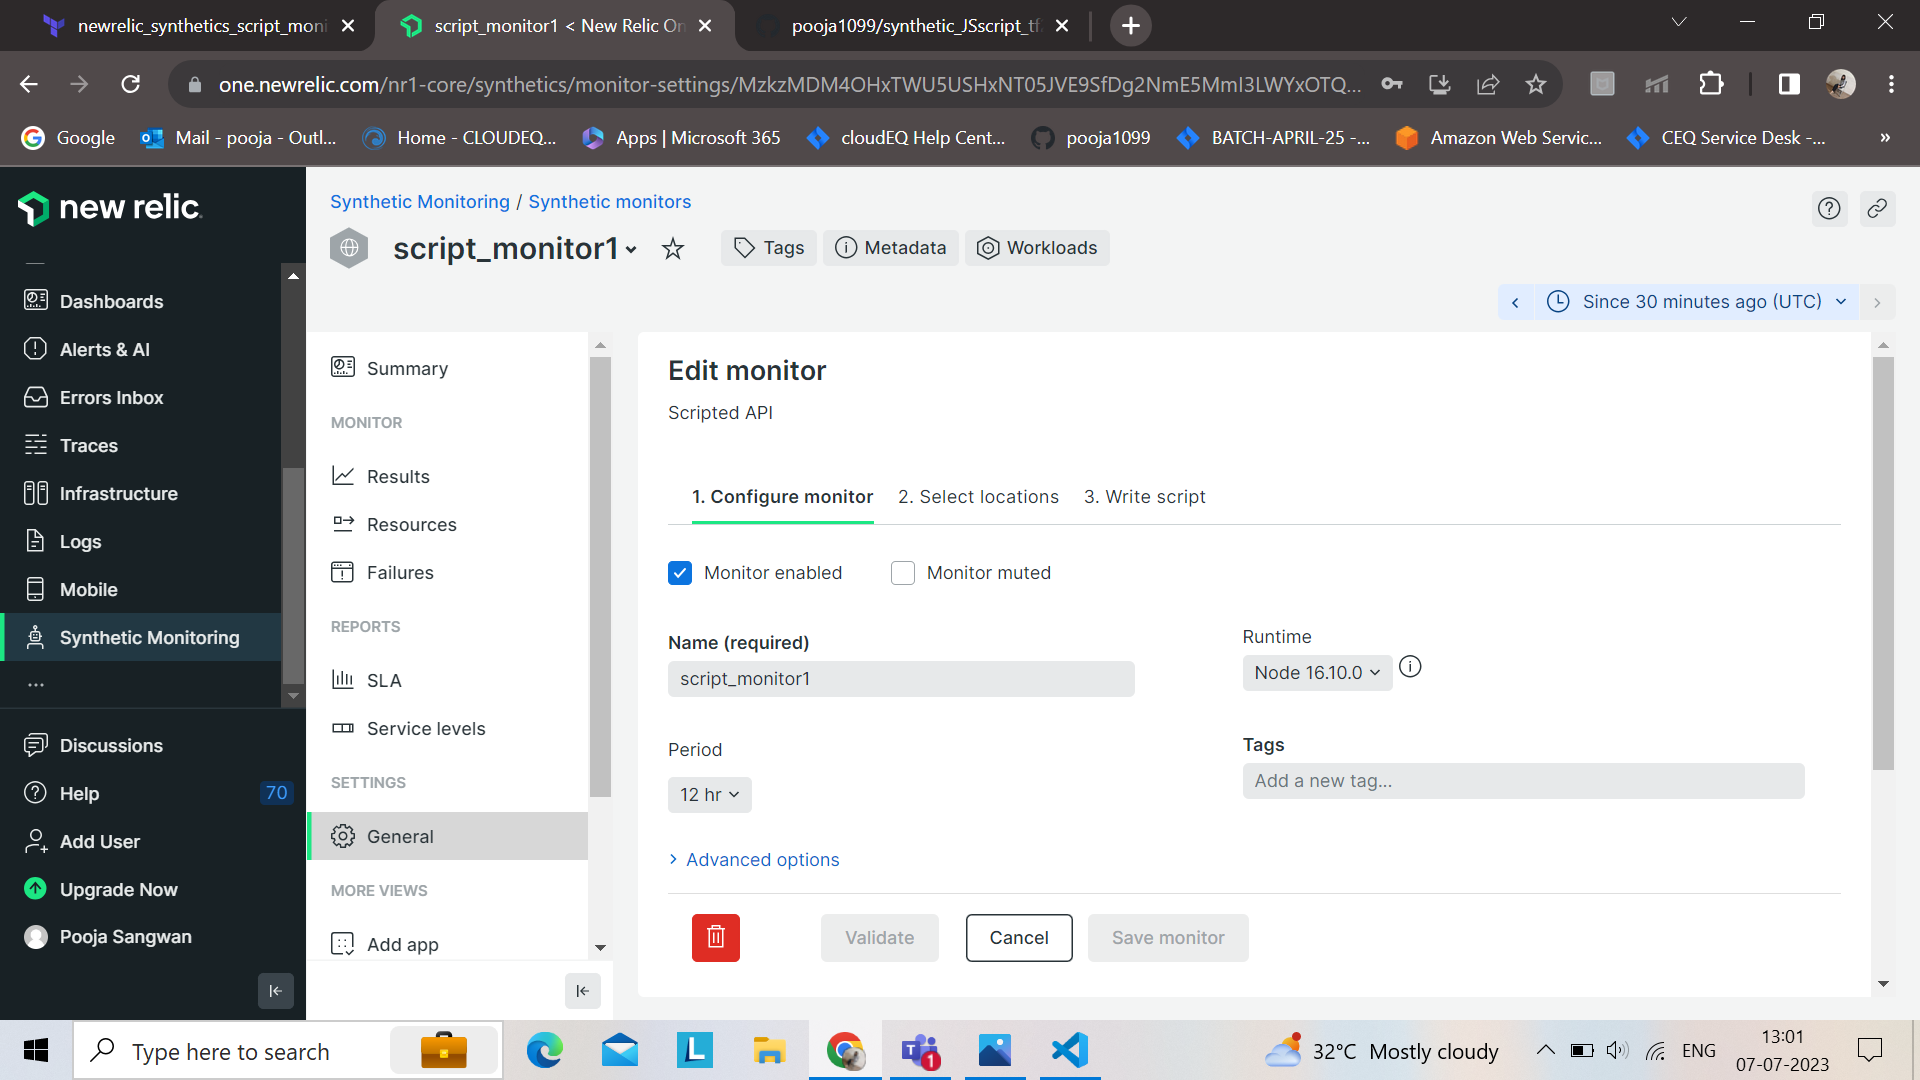 newrelic_synthetics_script_moni
script_monitor1 < New Relic On
pooja1099/synthetic_JSscript_tf
one.newrelic.com/nr1-core/synthetics/monitor-settings/MzkzMDM4OHxTWU5USHxNT05JVE9SfDg2NmE5MmI3LWYxOTQ...
Google
Mail - pooja - Outl...
Home - CLOUDEQ...
Apps | Microsoft 365
cloudEQ Help Cent...
pooja1099
BATCH-APRIL-25 -...
Amazon Web Servic...
CEQ Service Desk -...
»
new relic
Synthetic Monitoring / Synthetic monitors
script_monitor1
Tags
Metadata
Workloads
Since 30 minutes ago (UTC)
Dashboards
Alerts & AI
Errors Inbox
Traces
Infrastructure
Logs
Mobile
Synthetic Monitoring
...
Discussions
Help 70
Add User
Upgrade Now
Pooja Sangwan
Summary
MONITOR
Results
Resources
Failures
REPORTS
SLA
Service levels
SETTINGS
General
MORE VIEWS
Add app
Edit monitor
Scripted API
1. Configure monitor 2. Select locations 3. Write script
Monitor enabled
Monitor muted
Name (required)
script_monitor1
Runtime
Node 16.10.0
Period
12 hr
Tags
Add a new tag...
Advanced options
Validate
Cancel
Save monitor
Type here to search
L
1
32°C Mostly cloudy
ENG
13:01
07-07-2023